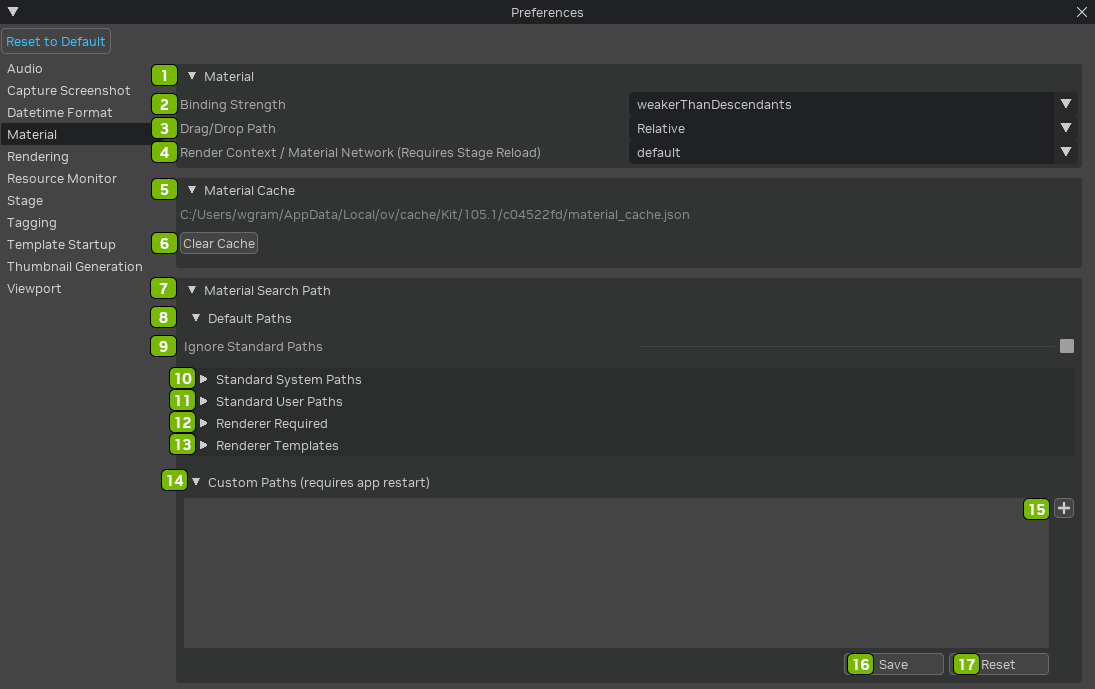 Preferences
Reset to Default
Audio
Capture Screenshot
Datetime Format
Material
Rendering
Resource Monitor
Stage
Tagging
Template Startup
Thumbnail Generation
Viewport
1 Material
2 Binding Strength weakerThanDescendants
3 Drag/Drop Path Relative
4 Render Context / Material Network (Requires Stage Reload) default
5 Material Cache
C:/Users/wgram/AppData/Local/ov/cache/Kit/105.1/c04522fd/material_cache.json
6 Clear Cache
7 Material Search Path
8 Default Paths
9 Ignore Standard Paths
10 Standard System Paths
11 Standard User Paths
12 Renderer Required
13 Renderer Templates
14 Custom Paths (requires app restart)
15
16 Save 17 Reset